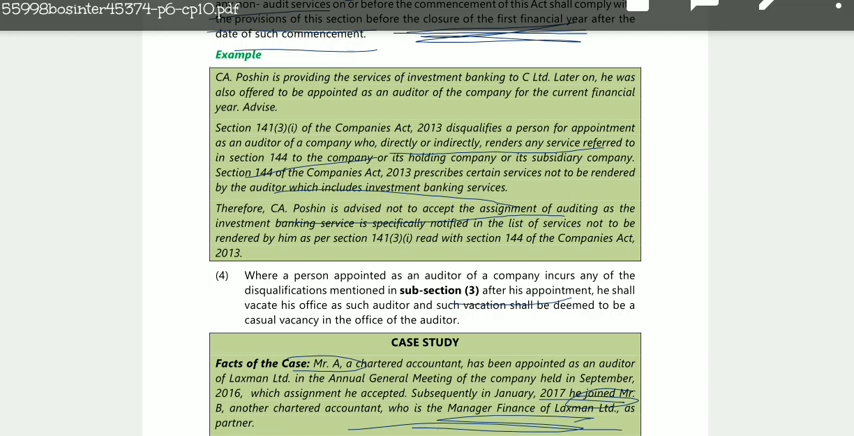 and non- audit services on or before the commencement of this Act shall comply with
55998bosinter45374-p6-cp10.pdf
the provisions of this section before the closure of the first financial year after the
date of such commencement.
Example
CA. Poshin is providing the services of investment banking to C Ltd. Later on, he was
also offered to be appointed as an auditor of the company for the current financial
year. Advise.
Section 141(3)(i) of the Companies Act, 2013 disqualifies a person for appointment
as an auditor of a company who, directly or indirectly, renders any service referred to
in section 144 to the company or its holding company or its subsidiary company.
Section 144 of the Companies Act, 2013 prescribes certain services not to be rendered
by the auditor which includes investment banking services.
Therefore, CA. Poshin is advised not to accept the assignment of auditing as the
investment banking service is specifically notified in the list of services not to be
rendered by him as per section 141(3)(i) read with section 144 of the Companies Act,
2013.
(4) Where a person appointed as an auditor of a company incurs any of the
disqualifications mentioned in sub-section (3) after his appointment, he shall
vacate his office as such auditor and such vacation shall be deemed to be a
casual vacancy in the office of the auditor.
CASE STUDY
Facts of the Case: Mr. A, a chartered accountant, has been appointed as an auditor
of Laxman Ltd. in the Annual General Meeting of the company held in September,
2016, which assignment he accepted. Subsequently in January, 2017 he joined Mr.
B, another chartered accountant, who is the Manager Finance of Laxman Ltd., as
partner.